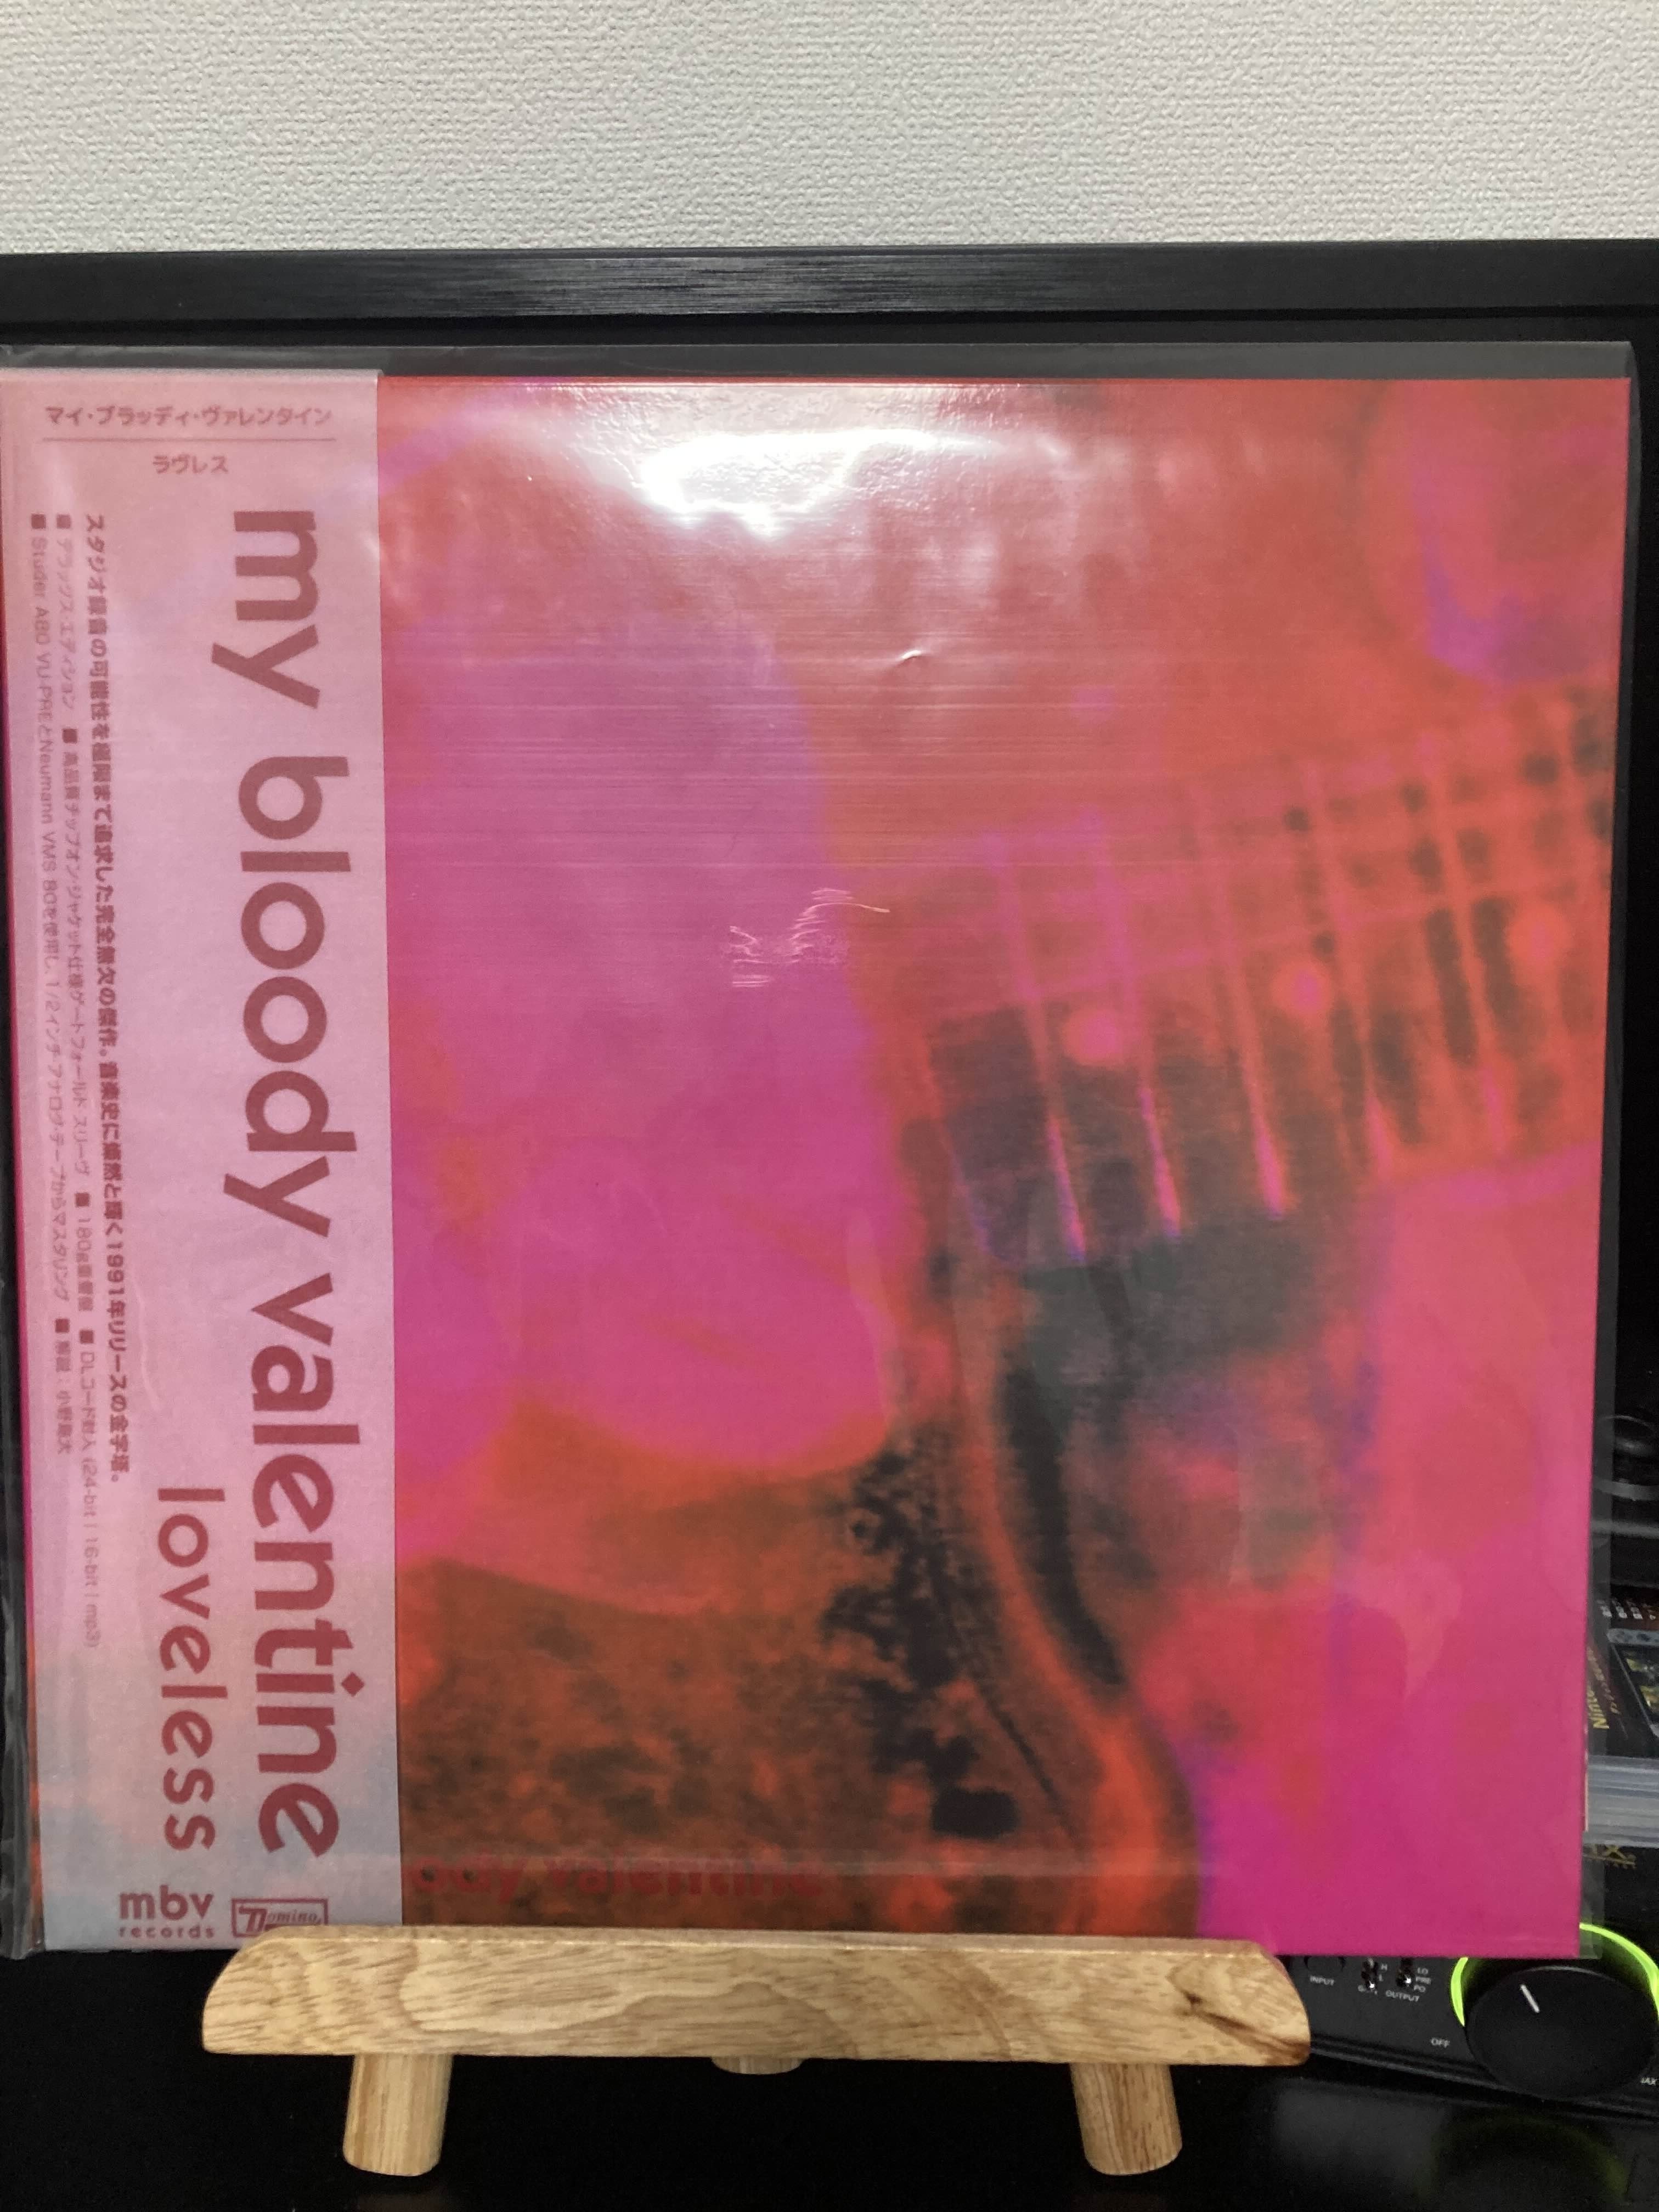 マイ・ブラッディ・ヴァレンタイン
ラヴレス
my bloody valentine
loveless
スタジオ録音の可能性を極限まで追求した完全無欠の傑作。音楽史に燦然と輝く1991年リリースの金字塔。
■ デラックス・エディション ■ 高品質チップオン・ジャケット仕様ゲートフォールド スリーヴ ■ 180g重量盤 ■ DLコード封入 (24-bit | 16-bit | mp3)
■ Studer A80 VU-PREとNeumann VMS 80を使用し、1/2インチ・アナログ・テープからマスタリング ■ 解説:
mbv
records
Domino
ody valentine
INPUT
H
L
LO
PRE
PO
OUTPUT
OFF